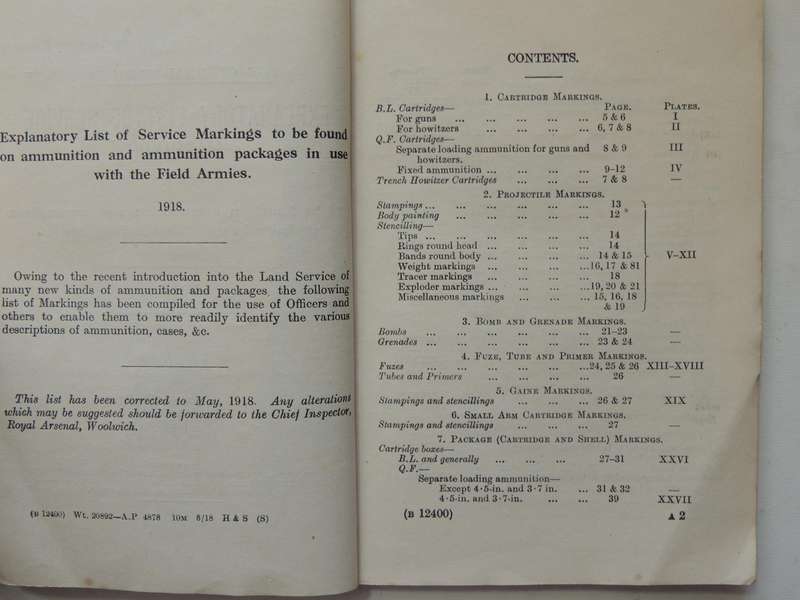 Explanatory List of Service Markings to be found
on ammunition and ammunition packages in use
with the Field Armies.
1918.
Owing to the recent introduction into the Land Service of
many new kinds of ammunition and packages the following
list of Markings has been compiled for the use of Officers and
others to enable them to more readily identify the various
descriptions of ammunition, cases, &c.
This list has been corrected to May, 1918. Any alterations
which may be suggested should be forwarded to the Chief Inspector,
Royal Arsenal, Woolwich.
(B 12400) Wt. 20892—A.P 4878 10M 6/18 H & S (S)
CONTENTS.
1. CARTRIDGE MARKINGS.
B.L. Cartridges— PAGE. PLATES.
For guns ... ... ... ... ... 5 & 6 I
For howitzers ... ... ... ... 6, 7 & 8 II
Q.F. Cartridges—
Separate loading ammunition for guns and 8 & 9 III
howitzers.
Fixed ammunition ... ... ... ... 9–12 IV
Trench Howitzer Cartridges ... ... ... 7 & 8 —
2. PROJECTILE MARKINGS.
Stampings ... ... ... ... ... ... 13
Body painting ... ... ... ... ... 12
Stencilling—
Tips ... ... ... ... ... ... 14
Rings round head ... ... ... ... 14
Bands round body ... ... ... ... 14 & 15 V–XII
Weight markings ... ... ... ...16, 17 & 81
Tracer markings ... ... ... ... 18
Exploder markings ... ... ... ...19, 20 & 21
Miscellaneous markings ... ... ... 15, 16, 18
& 19
3. BOMB AND GRENADE MARKINGS.
Bombs ... ... ... ... ... ... 21–23 —
Grenades ... ... ... ... ... ... 23 & 24 —
4. FUZE, TUBE AND PRIMER MARKINGS.
Fuzes ... ... ... ... ... ...24, 25 & 26 XIII–XVIII
Tubes and Primers ... ... ... ... 26 —
5. GAINE MARKINGS.
Stampings and stencillings ... ... ... 26 & 27 XIX
6. SMALL ARM CARTRIDGE MARKINGS.
Stampings and stencillings ... ... ... 27 —
7. PACKAGE (CARTRIDGE AND SHELL) MARKINGS.
Cartridge boxes—
B.L. and generally ... ... ... 27–31 XXVI
Q.F.—
Separate loading ammunition—
Except 4·5-in. and 3·7 in. ... 31 & 32 —
4·5-in. and 3·7-in. ... ... 39 XXVII
(B 12400) A 2